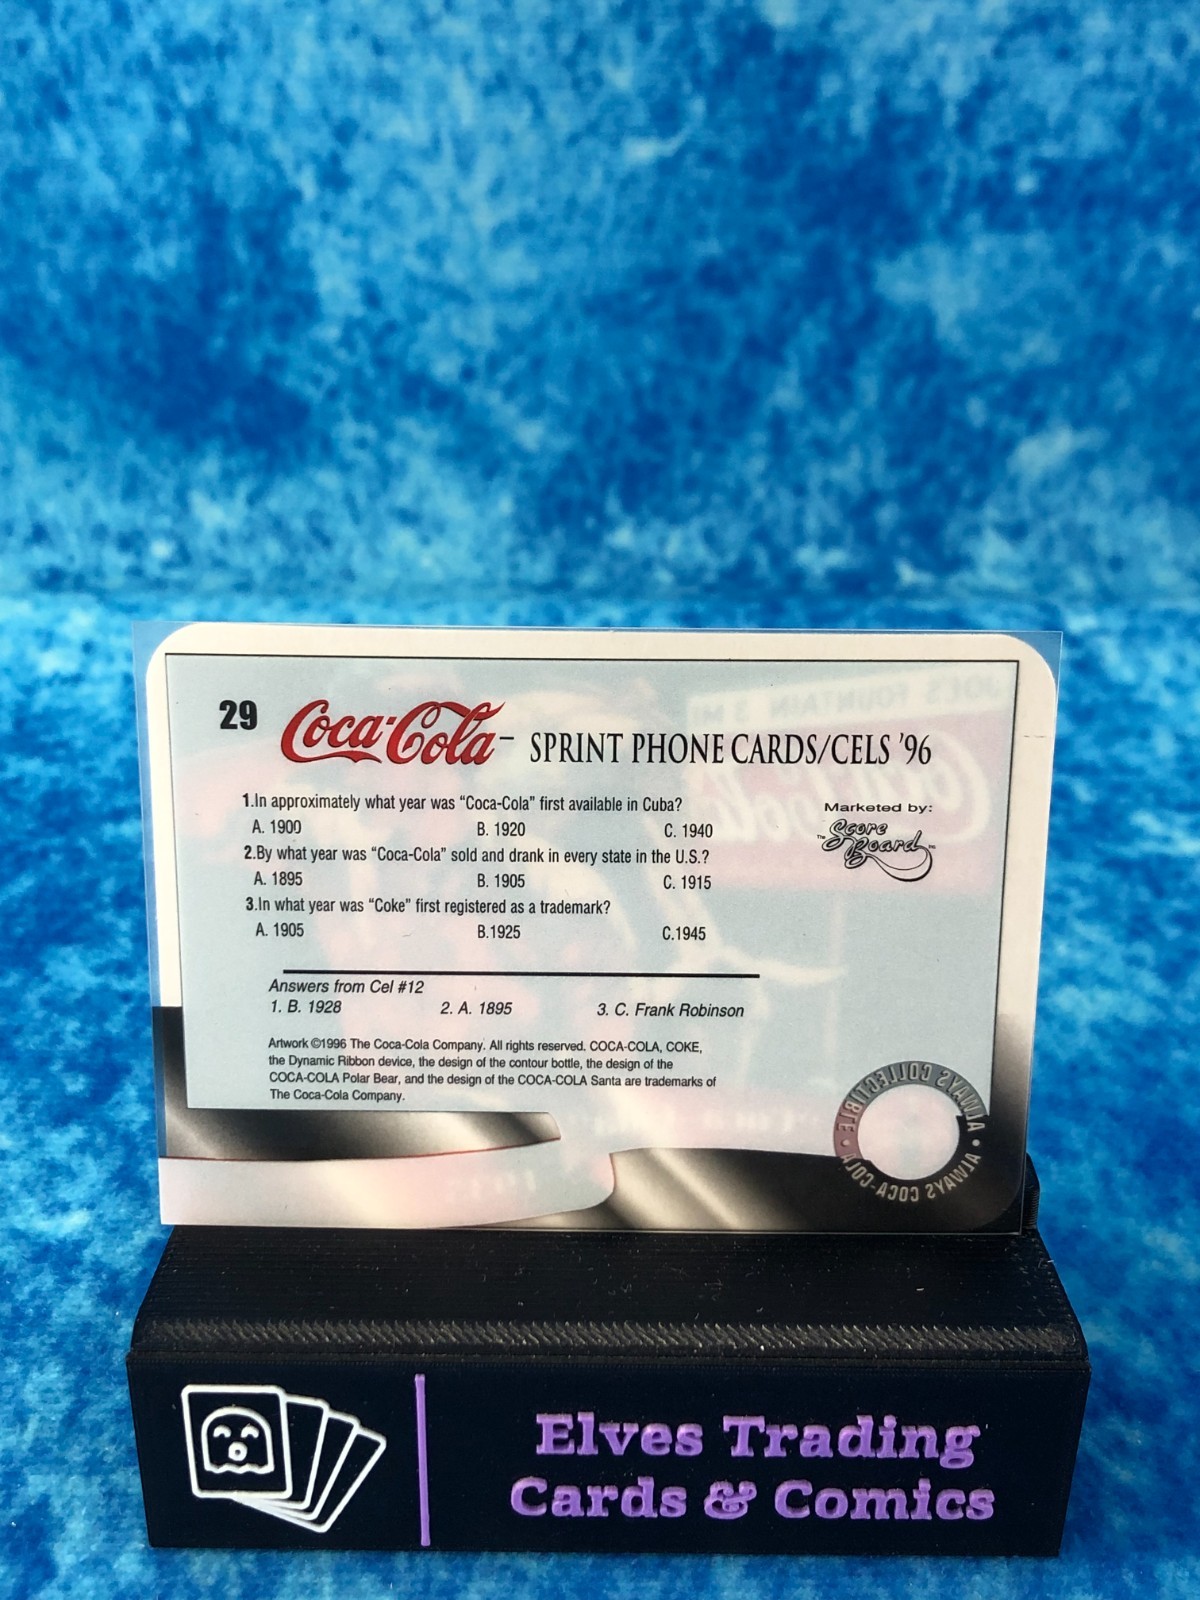 JOE'S FOUNTAIN 3 MI
29 Coca-Cola – SPRINT PHONE CARDS/CELS '96
1.In approximately what year was “Coca-Cola” first available in Cuba?
A. 1900 B. 1920 C. 1940
2.By what year was “Coca-Cola” sold and drank in every state in the U.S.?
A. 1895 B. 1905 C. 1915
3.In what year was “Coke” first registered as a trademark?
A. 1905 B.1925 C.1945
Marketed by:
Score Board
Answers from Cel #12
1. B. 1928 2. A. 1895 3. C. Frank Robinson
Artwork ©1996 The Coca-Cola Company. All rights reserved. COCA-COLA, COKE,
the Dynamic Ribbon device, the design of the contour bottle, the design of the
COCA-COLA Polar Bear, and the design of the COCA-COLA Santa are trademarks of
The Coca-Cola Company.
ALWAYS COLLECTIBLE • ALWAYS COCA-COLA •
Elves Trading
Cards & Comics